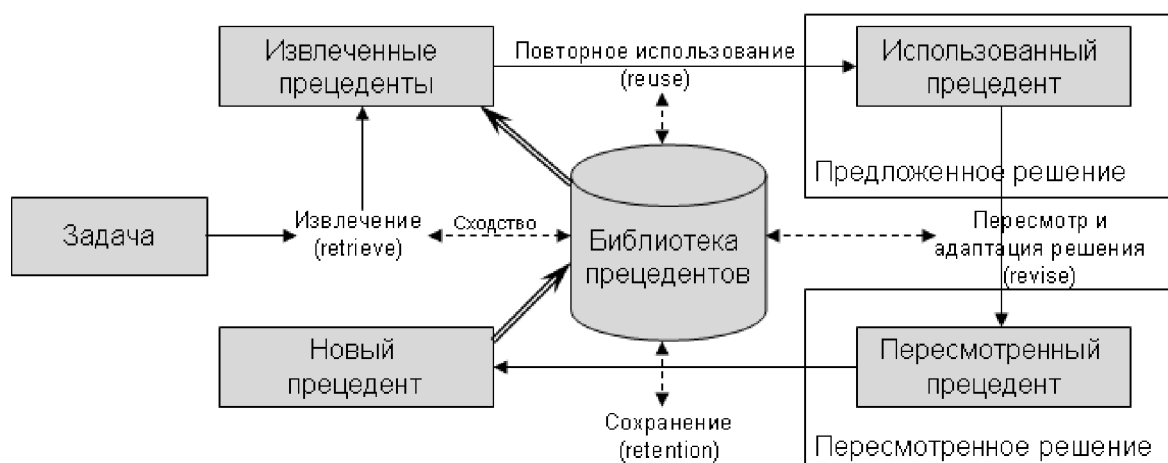 Извлеченные
прецеденты
Повторное использование
(reuse)
Использованный
прецедент
Предложенное решение
Задача
Извлечение
(retrieve)
Сходство
Библиотека
прецедентов
Пересмотр и
адаптация решения
(revise)
Новый
прецедент
Сохранение
(retention)
Пересмотренный
прецедент
Пересмотренное решение